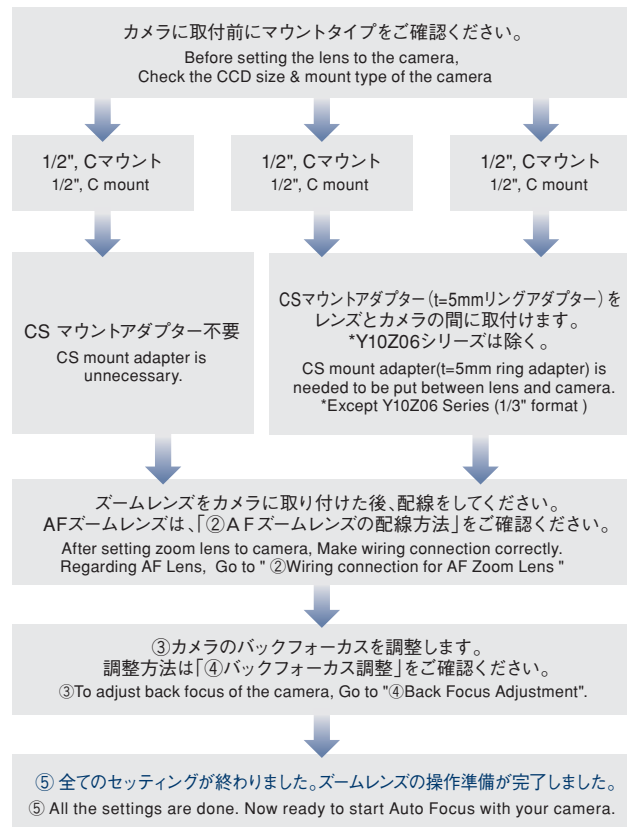 カメラに取付前にマウントタイプをご確認ください。
Before setting the lens to the camera,
Check the CCD size & mount type of the camera
1/2", Cマウント
1/2", C mount
1/2", Cマウント
1/2", C mount
1/2", Cマウント
1/2", C mount
CS マウントアダプター不要
CS mount adapter is
unnecessary.
CSマウントアダプター(t=5mmリングアダプター)を
レンズとカメラの間に取付けます。
*Y10Z06シリーズは除く。
CS mount adapter(t=5mm ring adapter) is
needed to be put between lens and camera.
*Except Y10Z06 Series (1/3" format )
ズームレンズをカメラに取り付けた後、配線をしてください。
AFズームレンズは、「②AFズームレンズの配線方法」をご確認ください。
After setting zoom lens to camera, Make wiring connection correctly.
Regarding AF Lens, Go to " ②Wiring connection for AF Zoom Lens "
③カメラのバックフォーカスを調整します。
調整方法は「④バックフォーカス調整」をご確認ください。
③To adjust back focus of the camera, Go to "④Back Focus Adjustment".
⑤ 全てのセッティングが終わりました。ズームレンズの操作準備が完了しました。
⑤ All the settings are done. Now ready to start Auto Focus with your camera.